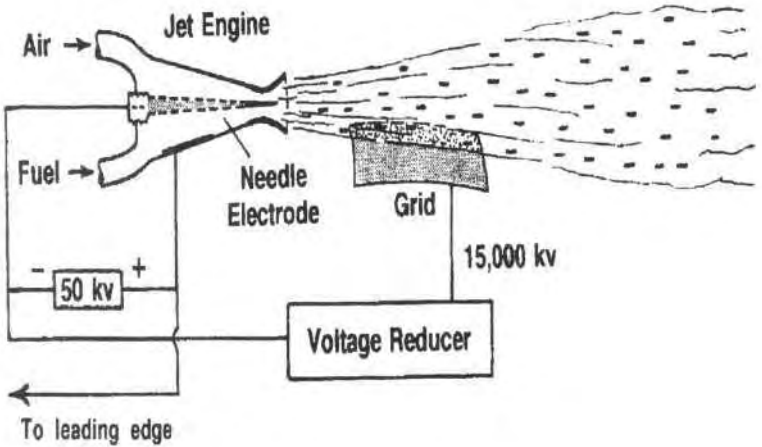 Jet Engine
Air
Fuel
Needle
Electrode
Grid
15,000 kv
- +
50 kv
Voltage Reducer
To leading edge